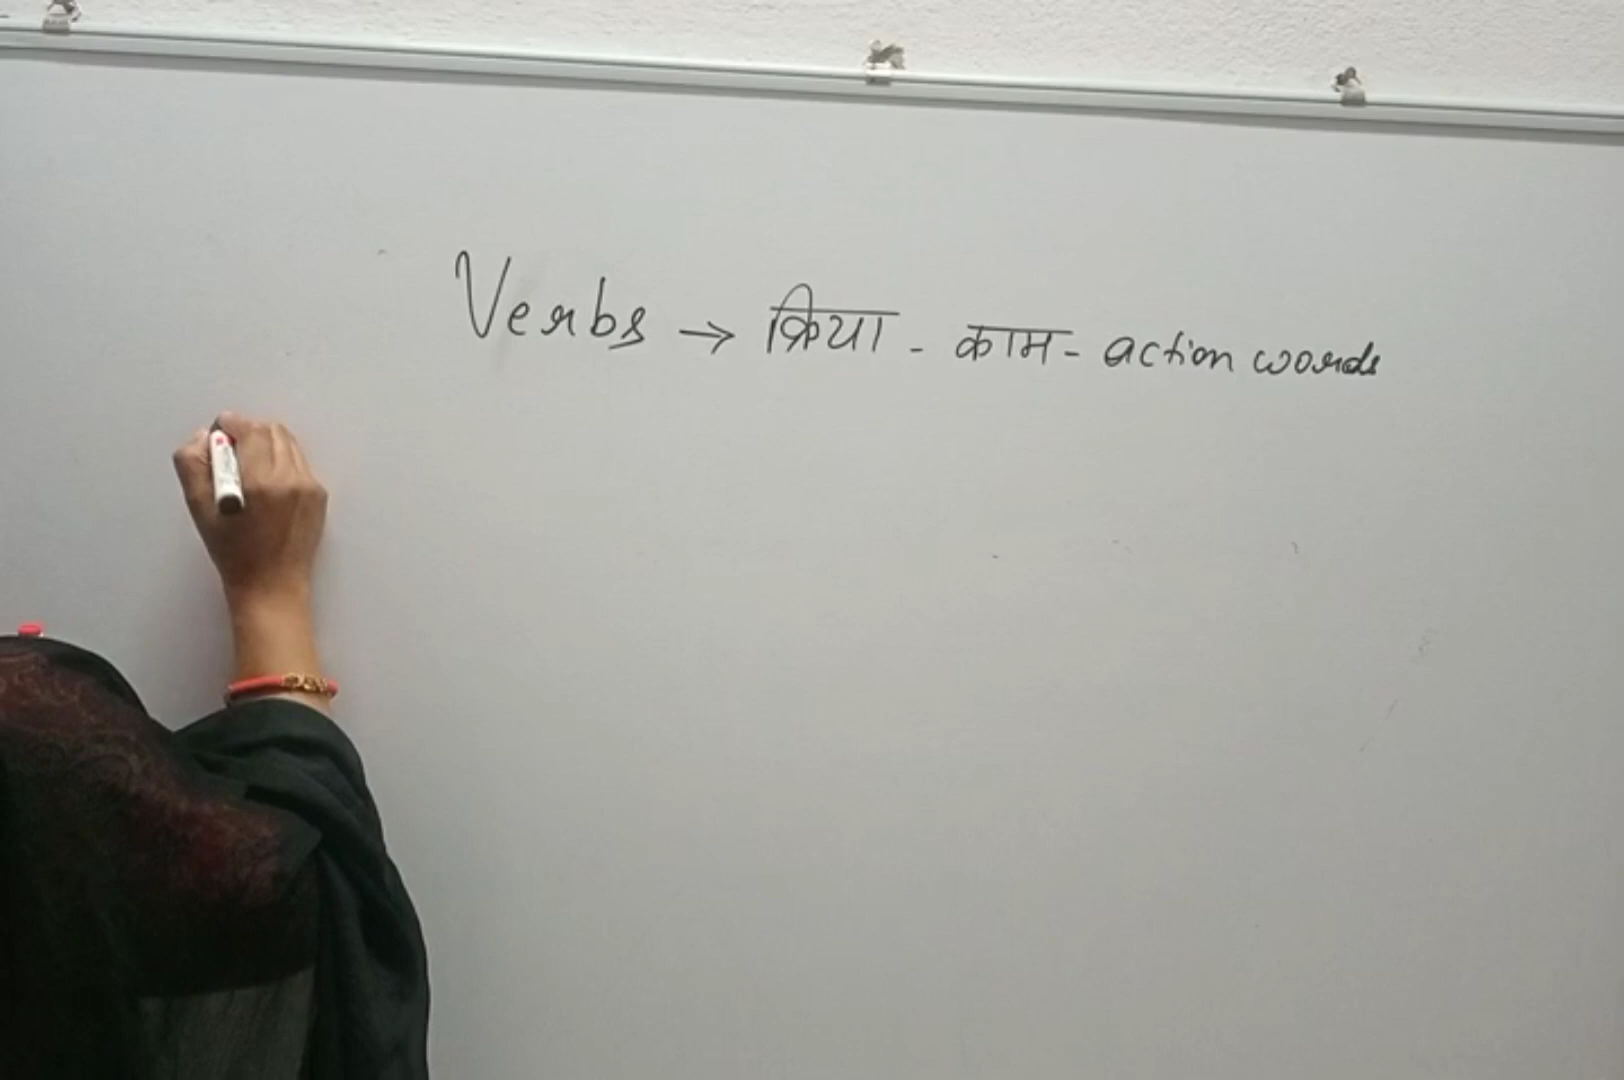 Verbs → क्रिया - काम - action words